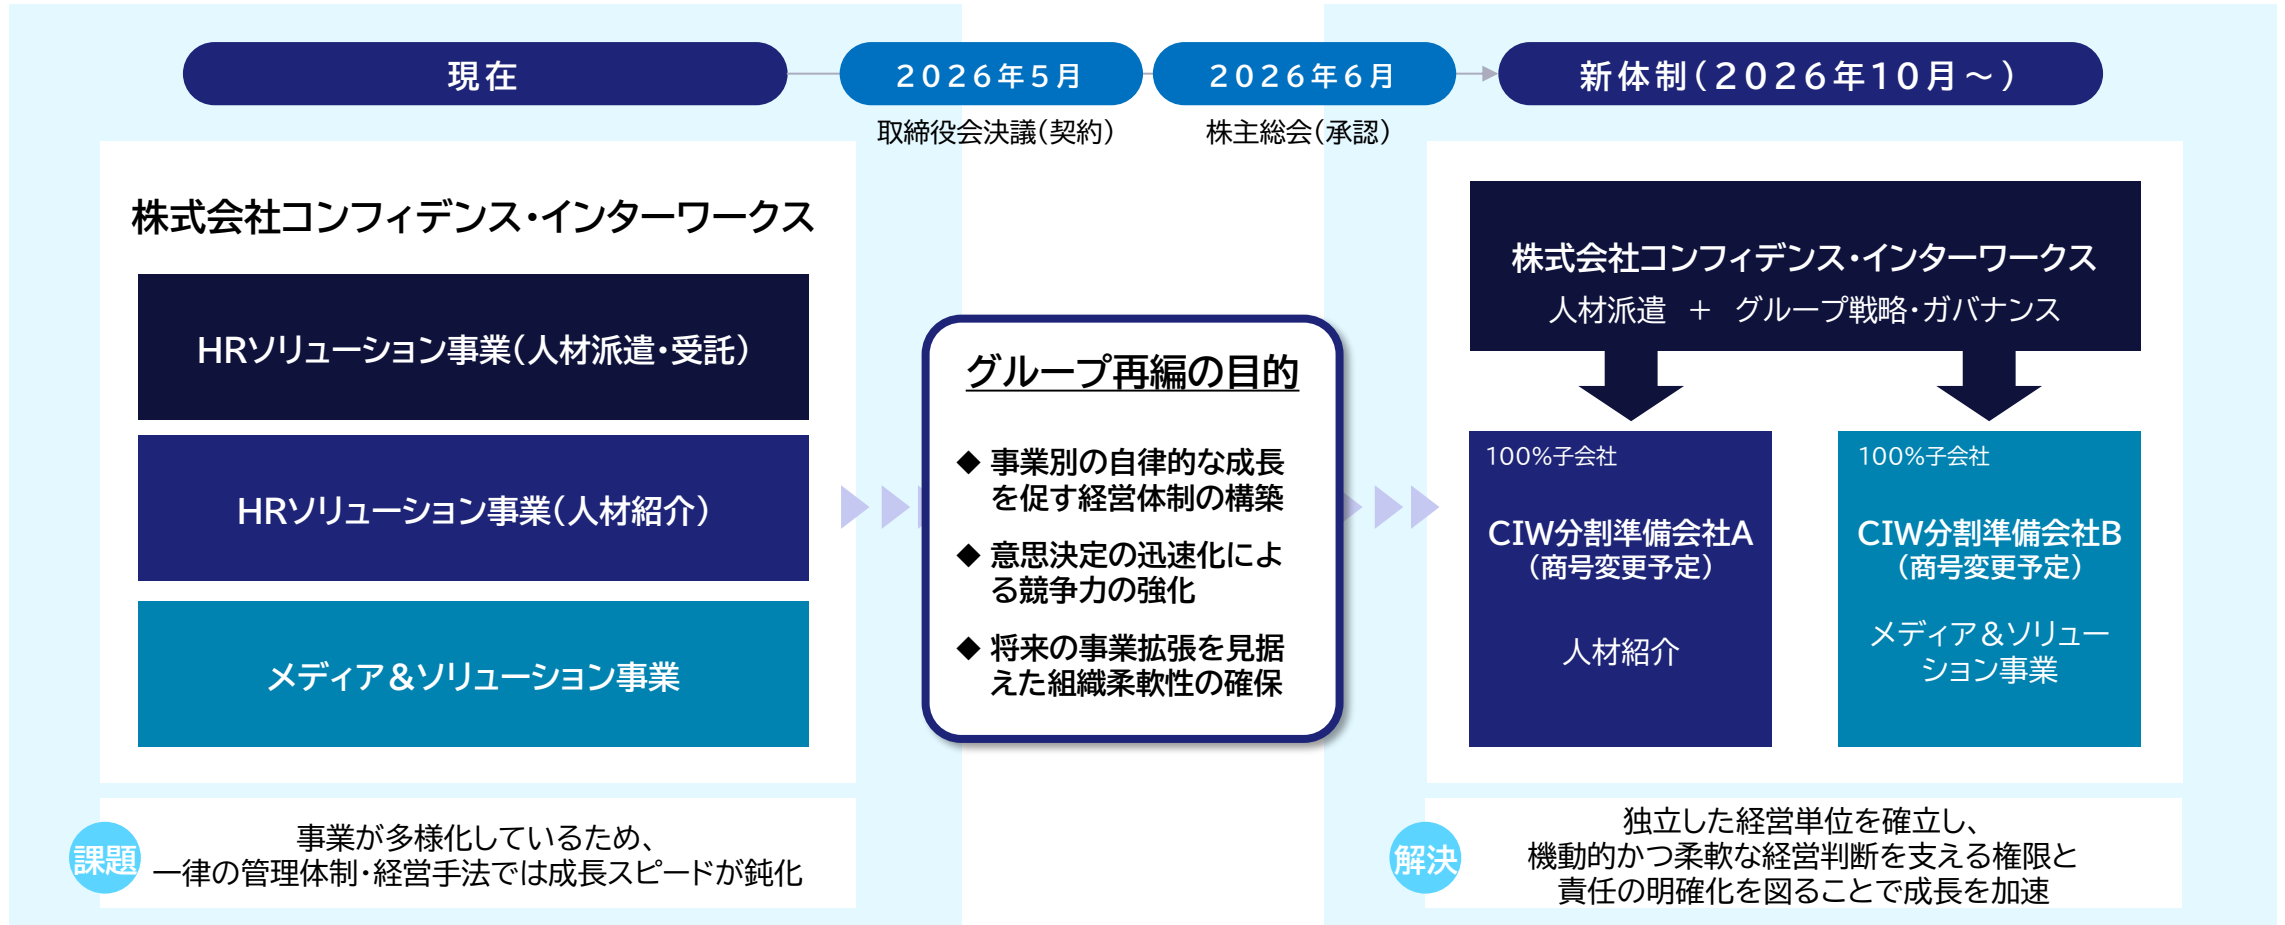 現在
2026年5月
2026年6月
新体制(2026年10月～)
取締役会決議(契約)
株主総会(承認)
株式会社コンフィデンス・インターワークス
HRソリューション事業(人材派遣・受託)
HRソリューション事業(人材紹介)
メディア＆ソリューション事業
課題
事業が多様化しているため、
一律の管理体制・経営手法では成長スピードが鈍化
グループ再編の目的
◆ 事業別の自律的な成長
を促す経営体制の構築
◆ 意思決定の迅速化によ
る競争力の強化
◆ 将来の事業拡張を見据
えた組織柔軟性の確保
株式会社コンフィデンス・インターワークス
人材派遣　＋　グループ戦略・ガバナンス
100%子会社
CIW分割準備会社A
(商号変更予定)
人材紹介
100%子会社
CIW分割準備会社B
(商号変更予定)
メディア＆ソリュー
ション事業
解決
独立した経営単位を確立し、
機動的かつ柔軟な経営判断を支える権限と
責任の明確化を図ることで成長を加速